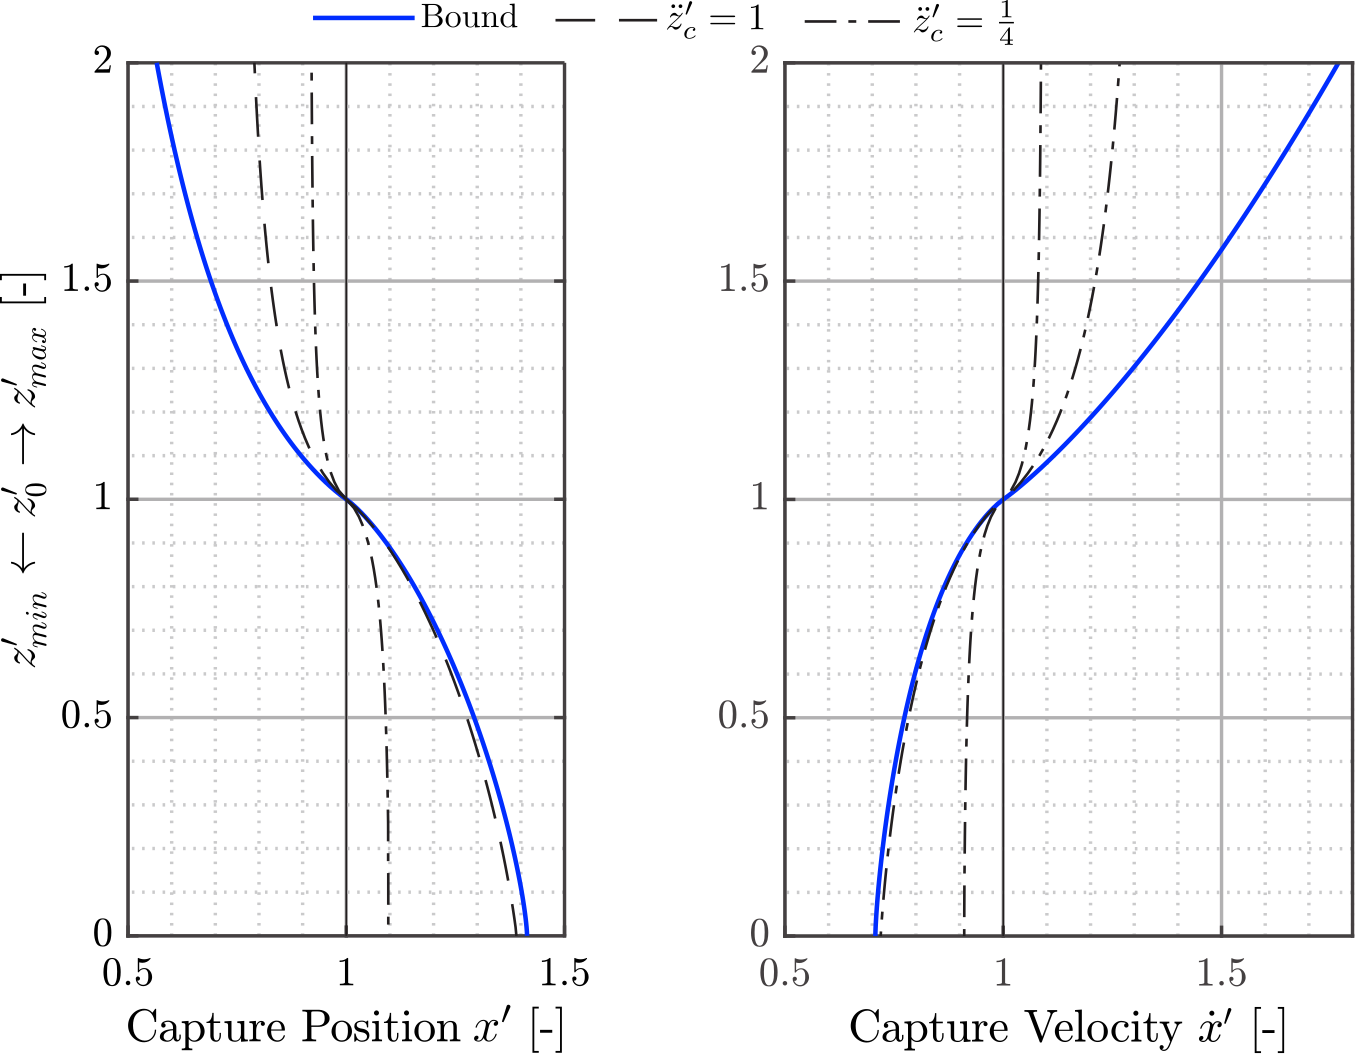 Bound z̈′c = 1 z̈′c = 1/4
2
1.5
1
0.5
0
0.5 1 1.5
z′min ← z′0 → z′max [-]
Capture Position x′ [-]
2
1.5
1
0.5
0
0.5 1 1.5
Capture Velocity ẋ′ [-]